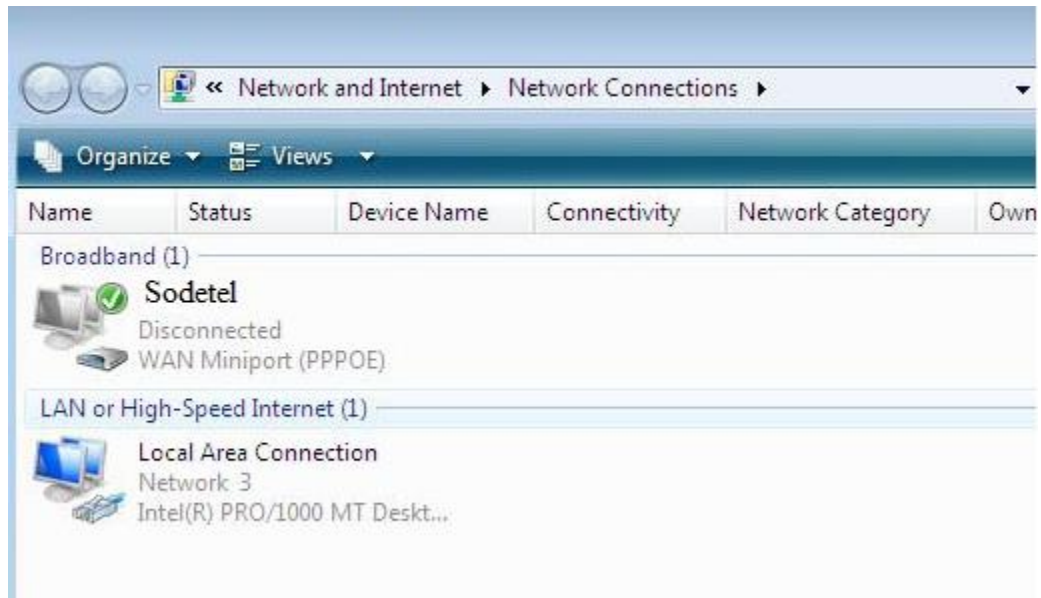 « Network and Internet ▸ Network Connections ▸
Organize Views
Name Status Device Name Connectivity Network Category Own
Broadband (1)
Sodetel
Disconnected
WAN Miniport (PPPOE)
LAN or High-Speed Internet (1)
Local Area Connection
Network 3
Intel(R) PRO/1000 MT Deskt...